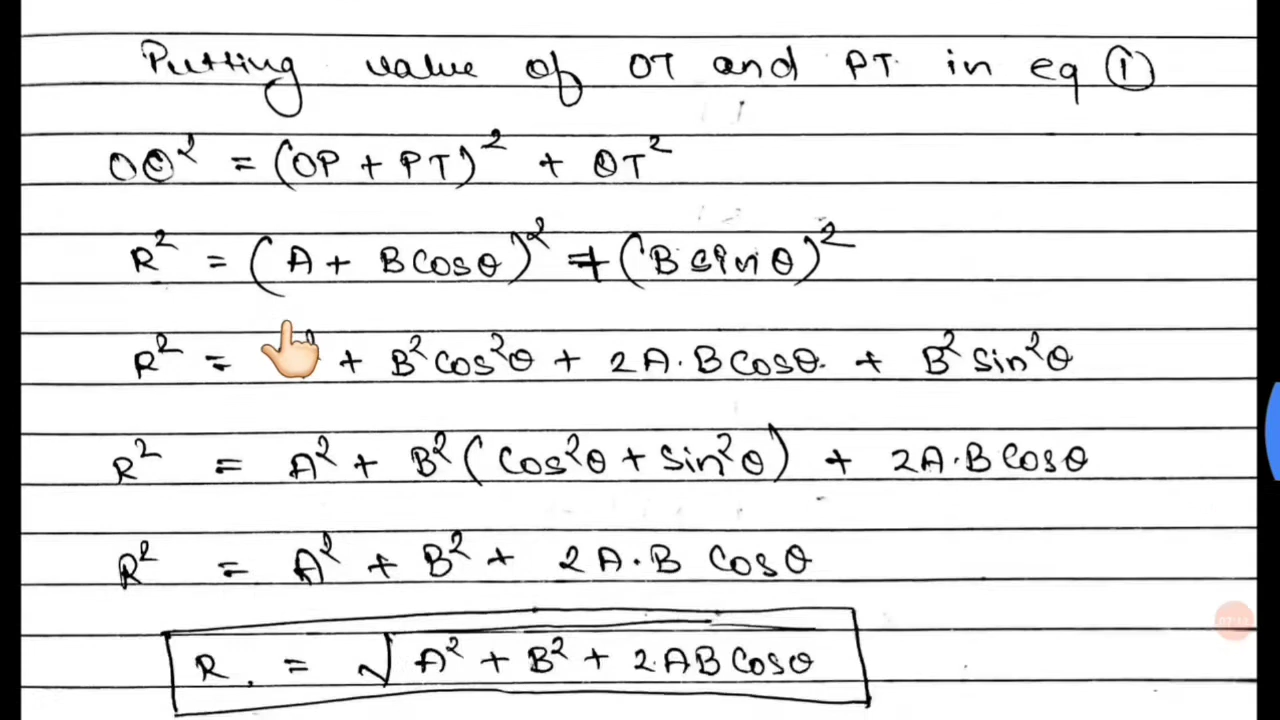 Putting value of OT and PT in eq ①
OQ² = (OP + PT)² + QT²
R² = (A + B Cosθ)² + (B sinθ)²
R² = + B² Cos²θ + 2A.B Cosθ. + B² sin²θ
R² = A² + B² (Cos²θ + sin²θ) + 2A.B Cosθ
R² = A² + B² + 2A.B Cosθ
R = √A² + B² + 2.AB Cosθ